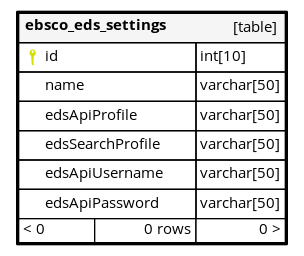 ebsco_eds_settings [table]
id int[10]
name varchar[50]
edsApiProfile varchar[50]
edsSearchProfile varchar[50]
edsApiUsername varchar[50]
edsApiPassword varchar[50]
< 0 0 rows 0 >